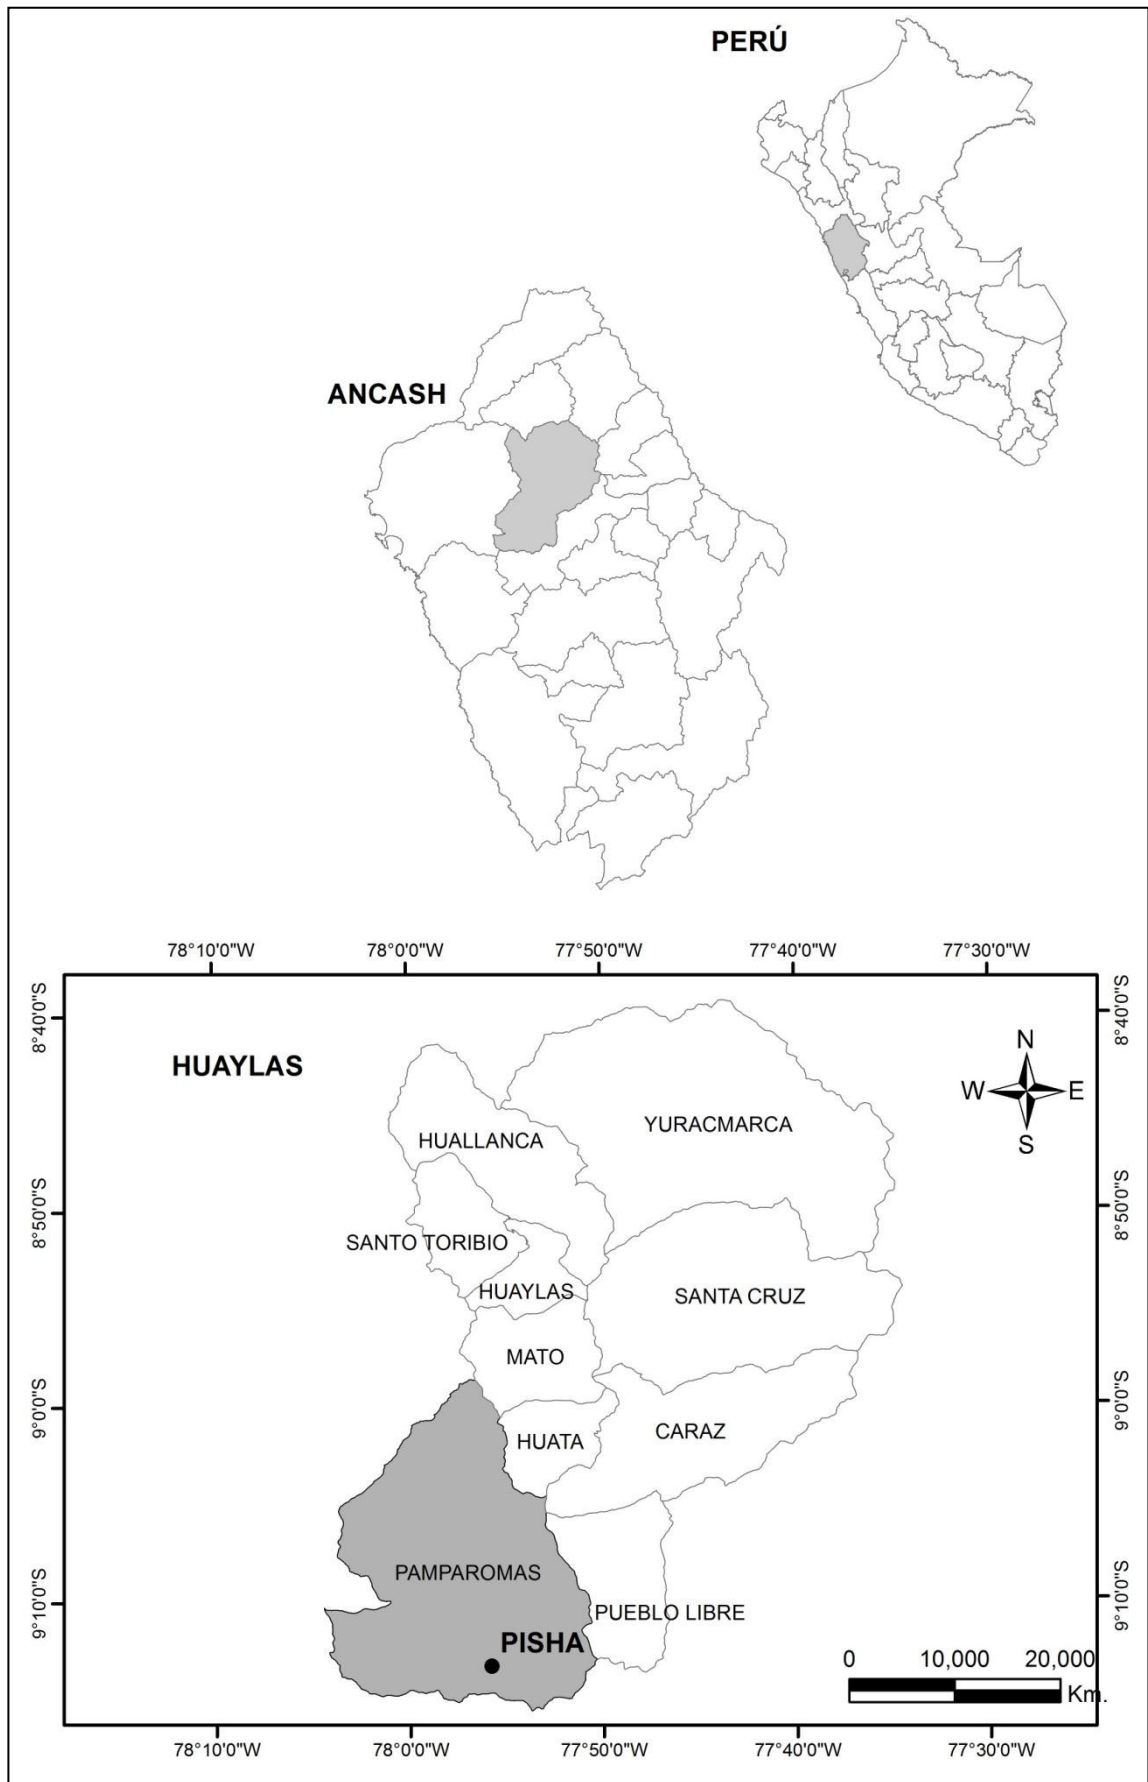 PERÚ
ANCASH
78°10'0"W 78°0'0"W 77°50'0"W 77°40'0"W 77°30'0"W
8°40'0"S 8°40'0"S
HUAYLAS
N
W E
S
YURACMARCA
HUALLANCA
8°50'0"S 8°50'0"S
SANTO TORIBIO
HUAYLAS
SANTA CRUZ
MATO
9°0'0"S 9°0'0"S
CARAZ
HUATA
PAMPAROMAS
9°10'0"S 9°10'0"S
PUEBLO LIBRE
PISHA
0 10,000 20,000
Km.
78°10'0"W 78°0'0"W 77°50'0"W 77°40'0"W 77°30'0"W